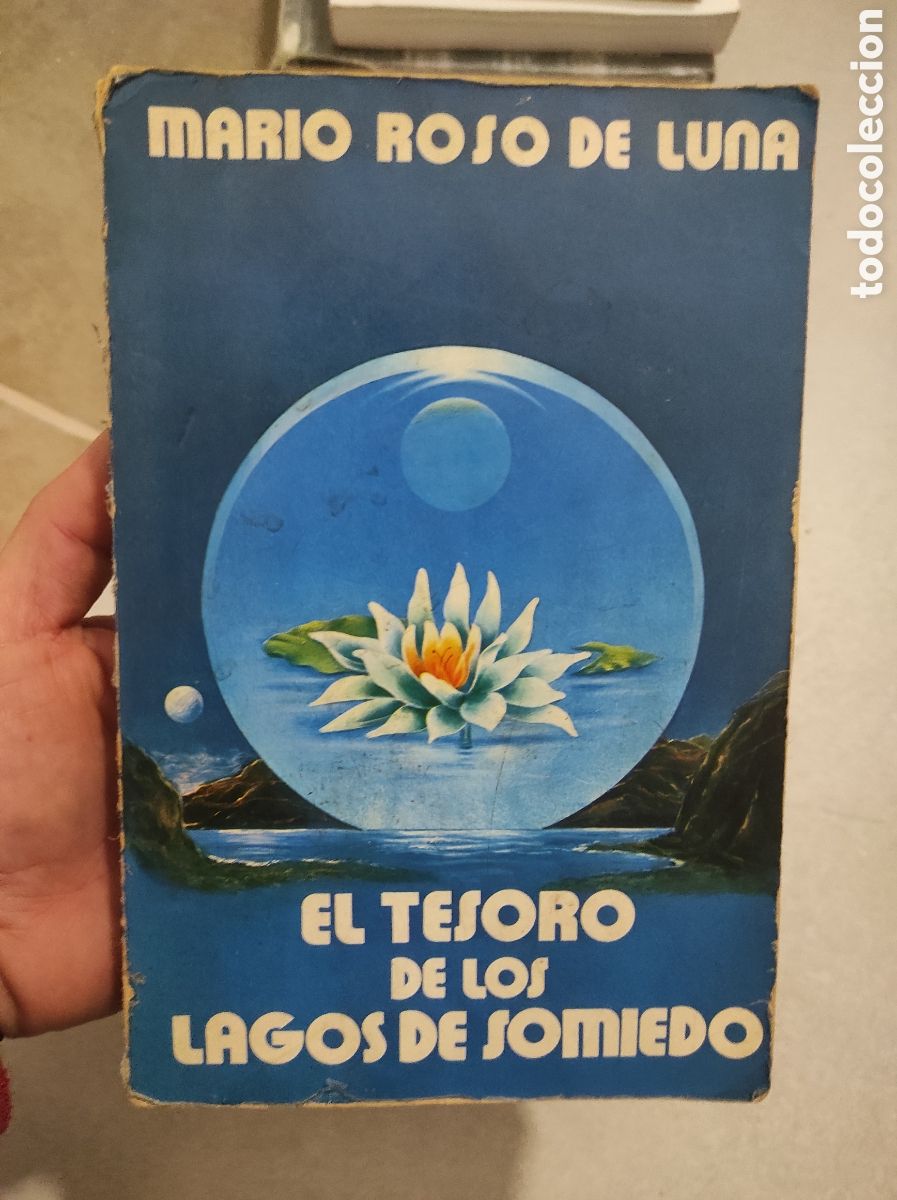 MARIO ROSO DE LUNA
EL TESORO
DE LOS
LAGOS DE SOMIEDO
todocoleccion